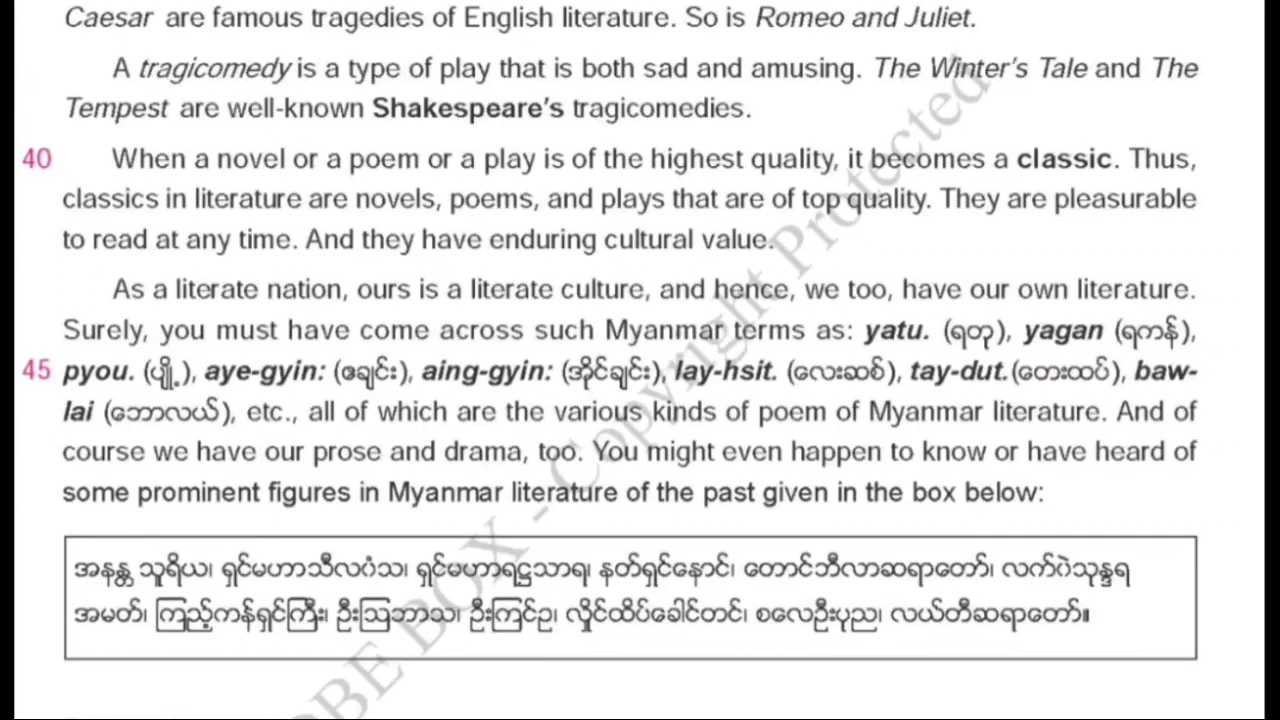 Caesar are famous tragedies of English literature. So is Romeo and Juliet.
A tragicomedy is a type of play that is both sad and amusing. The Winter's Tale and The
Tempest are well-known Shakespeare's tragicomedies.
40 When a novel or a poem or a play is of the highest quality, it becomes a classic. Thus,
classics in literature are novels, poems, and plays that are of top quality. They are pleasurable
to read at any time. And they have enduring cultural value.
As a literate nation, ours is a literate culture, and hence, we too, have our own literature.
Surely, you must have come across such Myanmar terms as: yatu. (ရတု), yagan (ရကန်),
45 pyou. (ပျို့), aye-gyin: (ဧချင်း), aing-gyin: (အိုင်ချင်း), lay-hsit. (လေးဆစ်), tay-dut.(တေးထပ်), baw-
lai (ဘောလယ်), etc., all of which are the various kinds of poem of Myanmar literature. And of
course we have our prose and drama, too. You might even happen to know or have heard of
some prominent figures in Myanmar literature of the past given in the box below:
အနန္တ သူရိယ၊ ရှင်မဟာသီလဝံသ၊ ရှင်မဟာရဋ္ဌသာရ၊ နတ်ရှင်နောင်၊ တောင်ဘီလာဆရာတော်၊ လက်ဝဲသုန္ဒရ
အမတ်၊ ကြည့်ကန်ရှင်ကြီး၊ ဦးဩဘာသ၊ ဦးကြင်ဥ၊ လှိုင်ထိပ်ခေါင်တင်၊ စလေဦးပုည၊ လယ်တီဆရာတော်။
OBE BOX - Copyright Protected